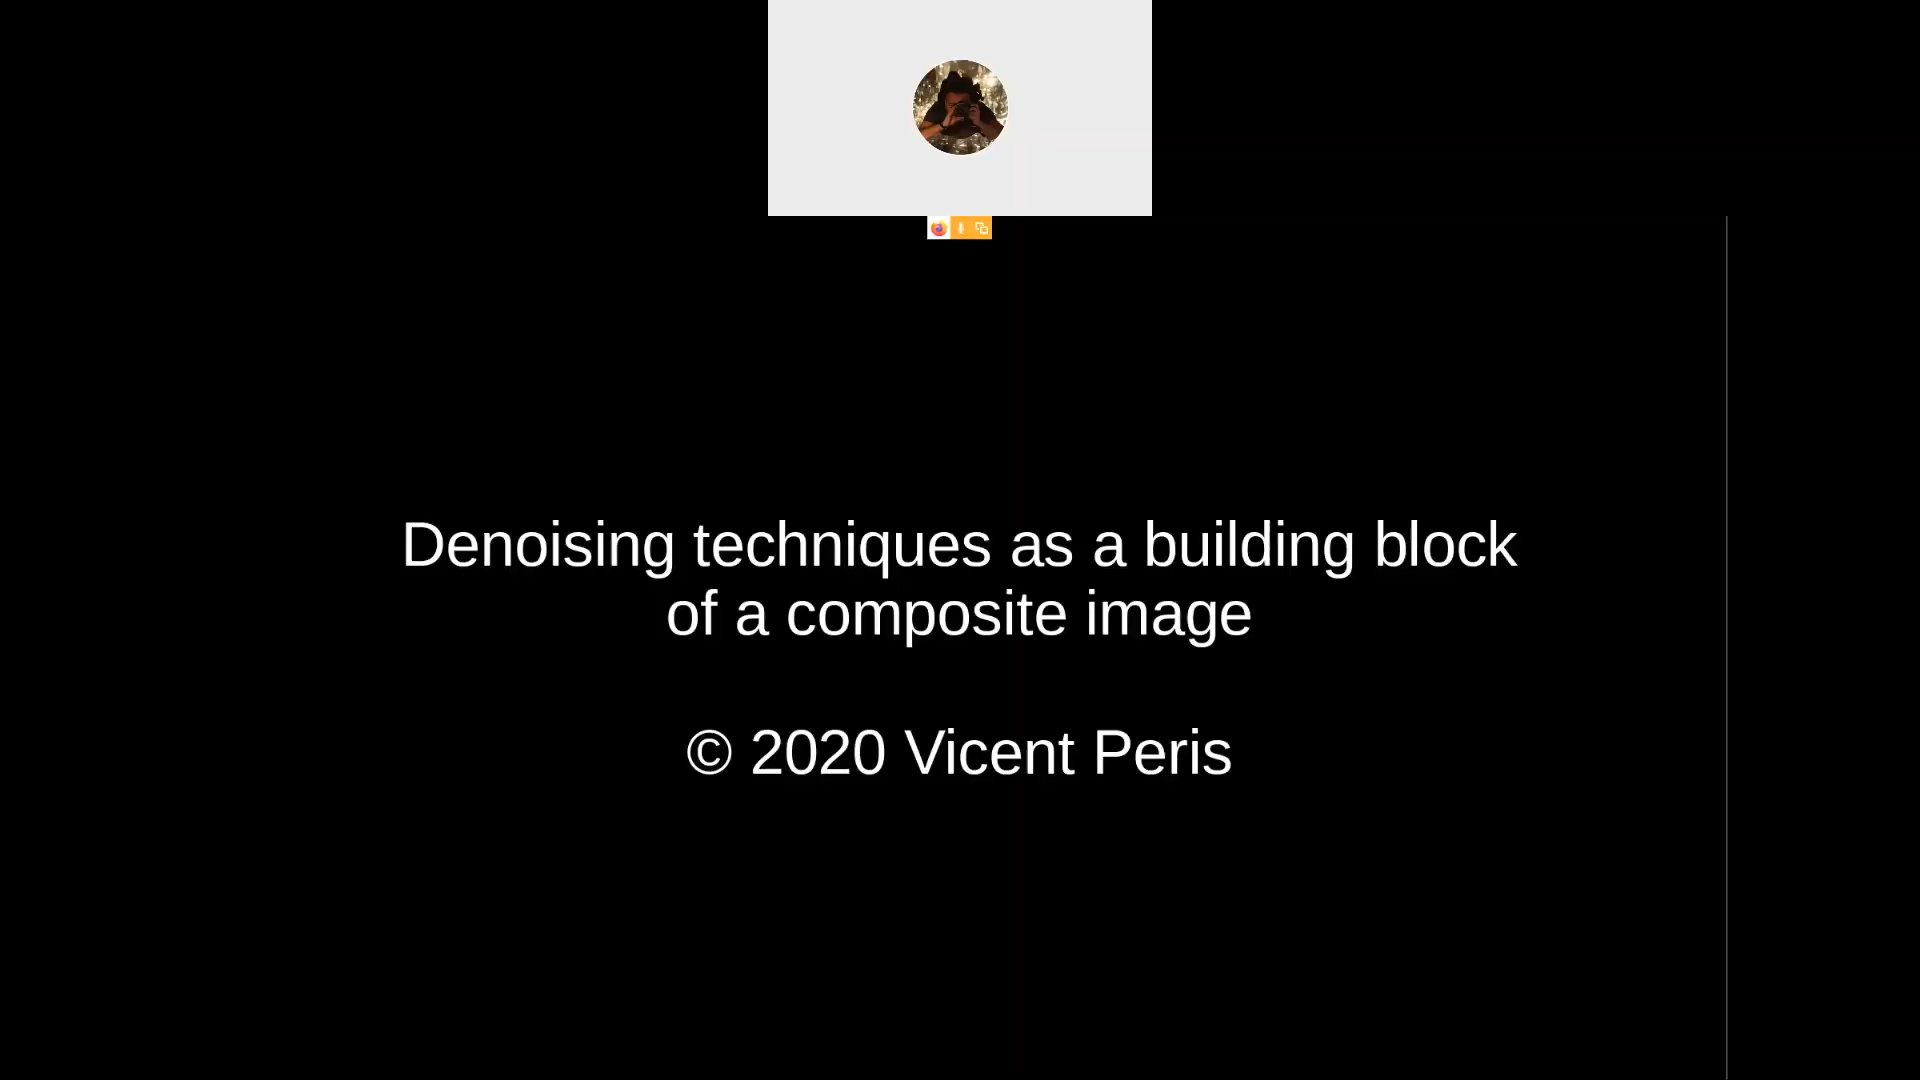 Denoising techniques as a building block
of a composite image
© 2020 Vicent Peris